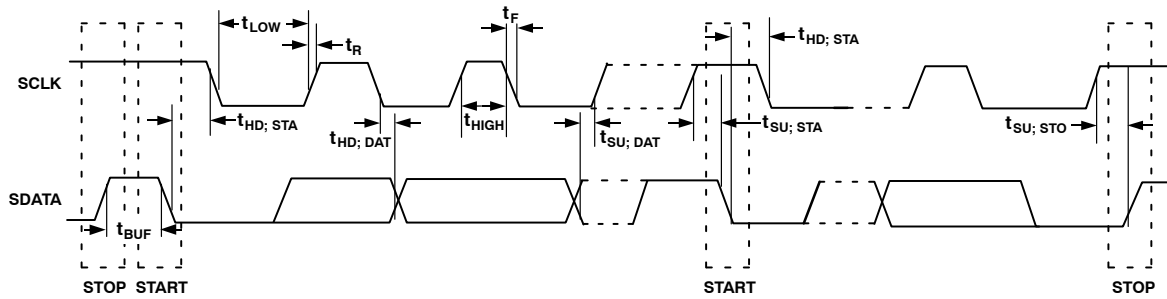 tLOW
tR
tF
tHD; STA
SCLK
tHD; STA
tHD; DAT
tHIGH
tSU; DAT
tSU; STA
tSU; STO
SDATA
tBUF
STOP START
START
STOP